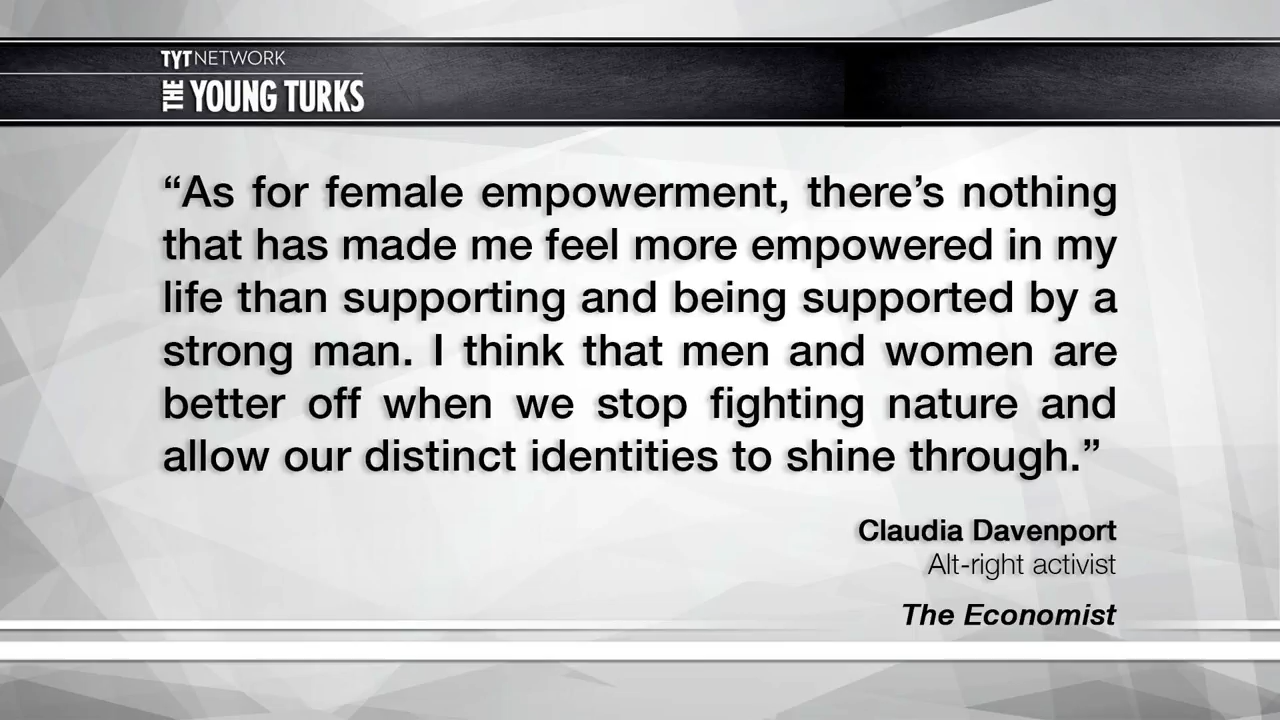 TYT NETWORK
THE YOUNG TURKS
“As for female empowerment, there’s nothing
that has made me feel more empowered in my
life than supporting and being supported by a
strong man. I think that men and women are
better off when we stop fighting nature and
allow our distinct identities to shine through.”
Claudia Davenport
Alt-right activist
The Economist